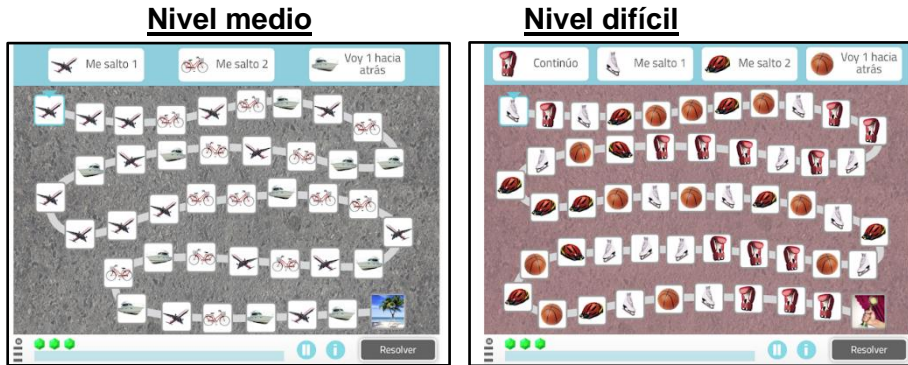 Nivel medio
Nivel difícil
Me salto 1
Me salto 2
Voy 1 hacia
atrás
Continúo
Me salto 1
Me salto 2
Voy 1 hacia
atrás
Resolver
Resolver